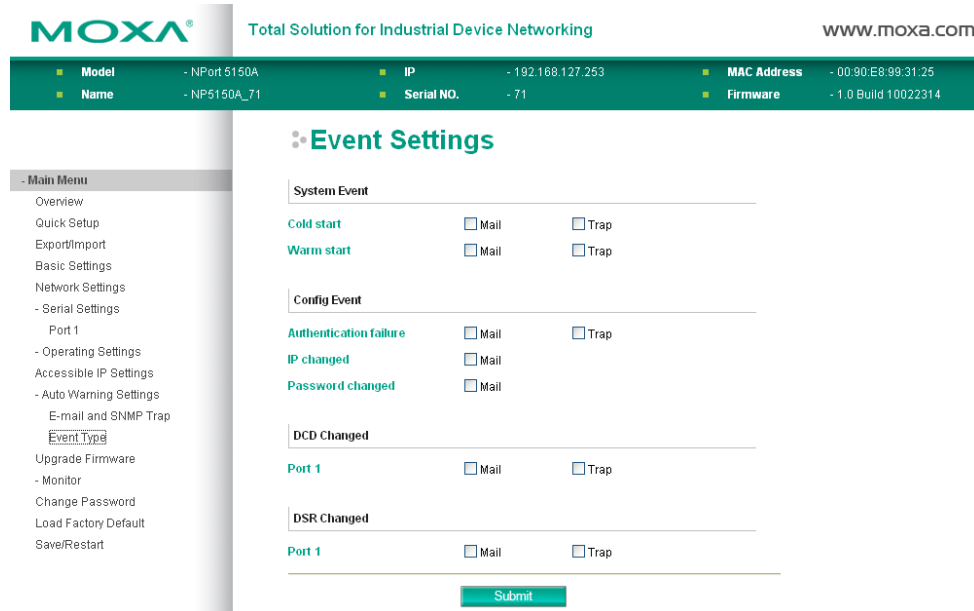 MOXA® Total Solution for Industrial Device Networking www.moxa.com
Model - NPort 5150A IP - 192.168.127.253 MAC Address - 00:90:E8:99:31:25
Name - NP5150A_71 Serial NO. - 71 Firmware - 1.0 Build 10022314
- Main Menu
Overview
Quick Setup
Export/Import
Basic Settings
Network Settings
- Serial Settings
Port 1
- Operating Settings
Accessible IP Settings
- Auto Warning Settings
E-mail and SNMP Trap
Event Type
Upgrade Firmware
- Monitor
Change Password
Load Factory Default
Save/Restart
Event Settings
System Event
Cold start Mail Trap
Warm start Mail Trap
Config Event
Authentication failure Mail Trap
IP changed Mail
Password changed Mail
DCD Changed
Port 1 Mail Trap
DSR Changed
Port 1 Mail Trap
Submit